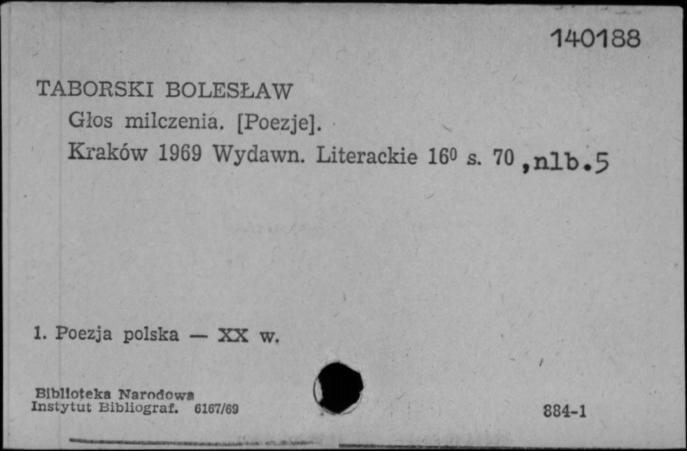 140188
TABORSKI BOLESŁAW
Głos milczenia. [Poezje].
Kraków 1969 Wydawn. Literackie 16⁰ s. 70 ,nlb.5
1. Poezja polska — XX w.
Biblioteka Narodowa
Instytut Bibliograf. 6167/69
884-1